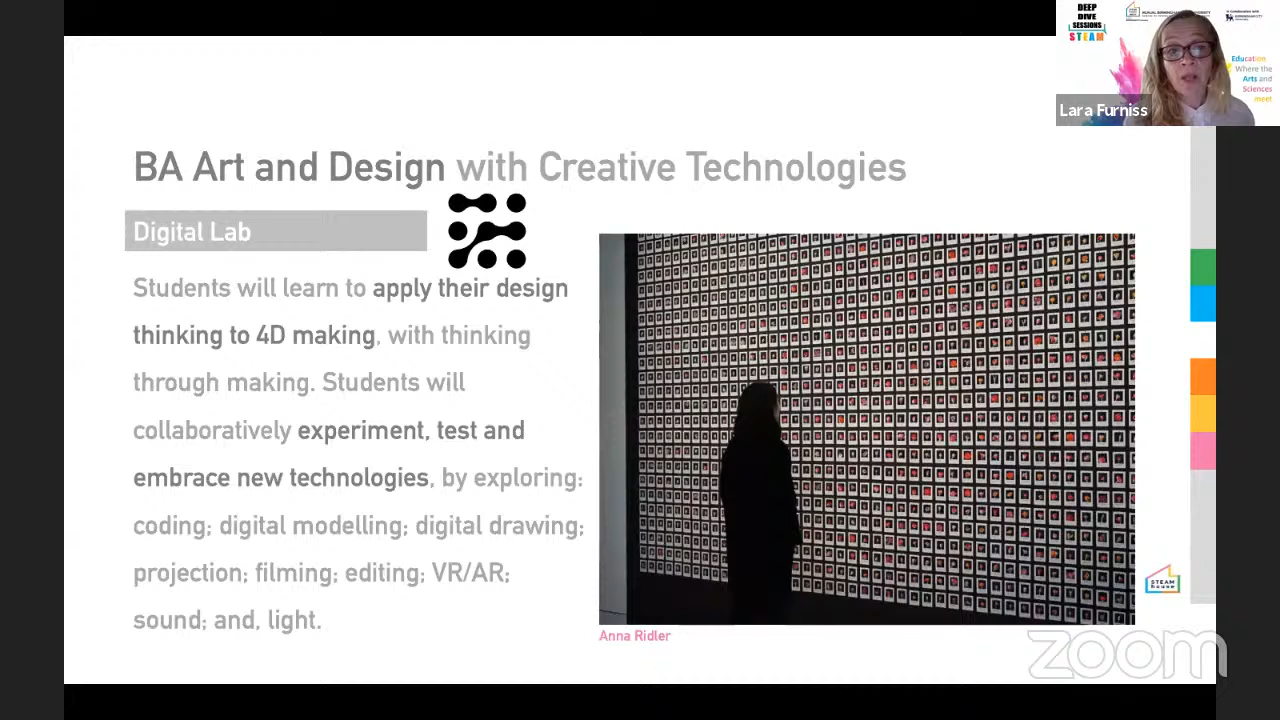 DEEP
DIVE
SESSIONS
STEAM
Education
Where the
Arts and
Sciences
meet
Lara Furniss
BA Art and Design with Creative Technologies
Digital Lab
Students will learn to apply their design
thinking to 4D making, with thinking
through making. Students will
collaboratively experiment, test and
embrace new technologies, by exploring:
coding; digital modelling; digital drawing;
projection; filming; editing; VR/AR;
sound; and, light.
Anna Ridler
STEAM
house
zoom